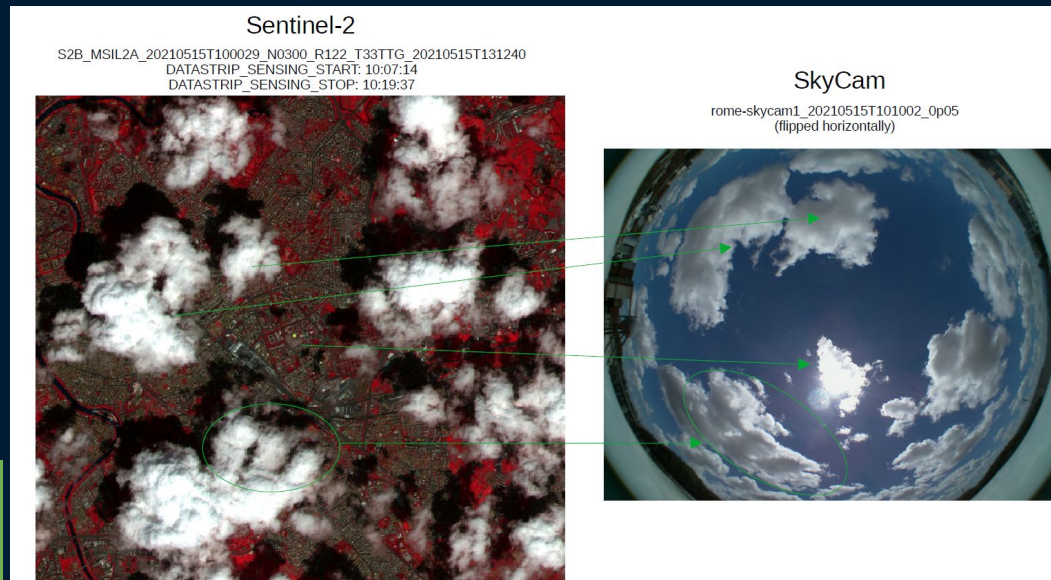 Sentinel-2
S2B_MSIL2A_20210515T100029_N0300_R122_T33TTG_20210515T131240
DATASTRIP_SENSING_START: 10:07:14
DATASTRIP_SENSING_STOP: 10:19:37
SkyCam
rome-skycam1_20210515T101002_0p05
(flipped horizontally)